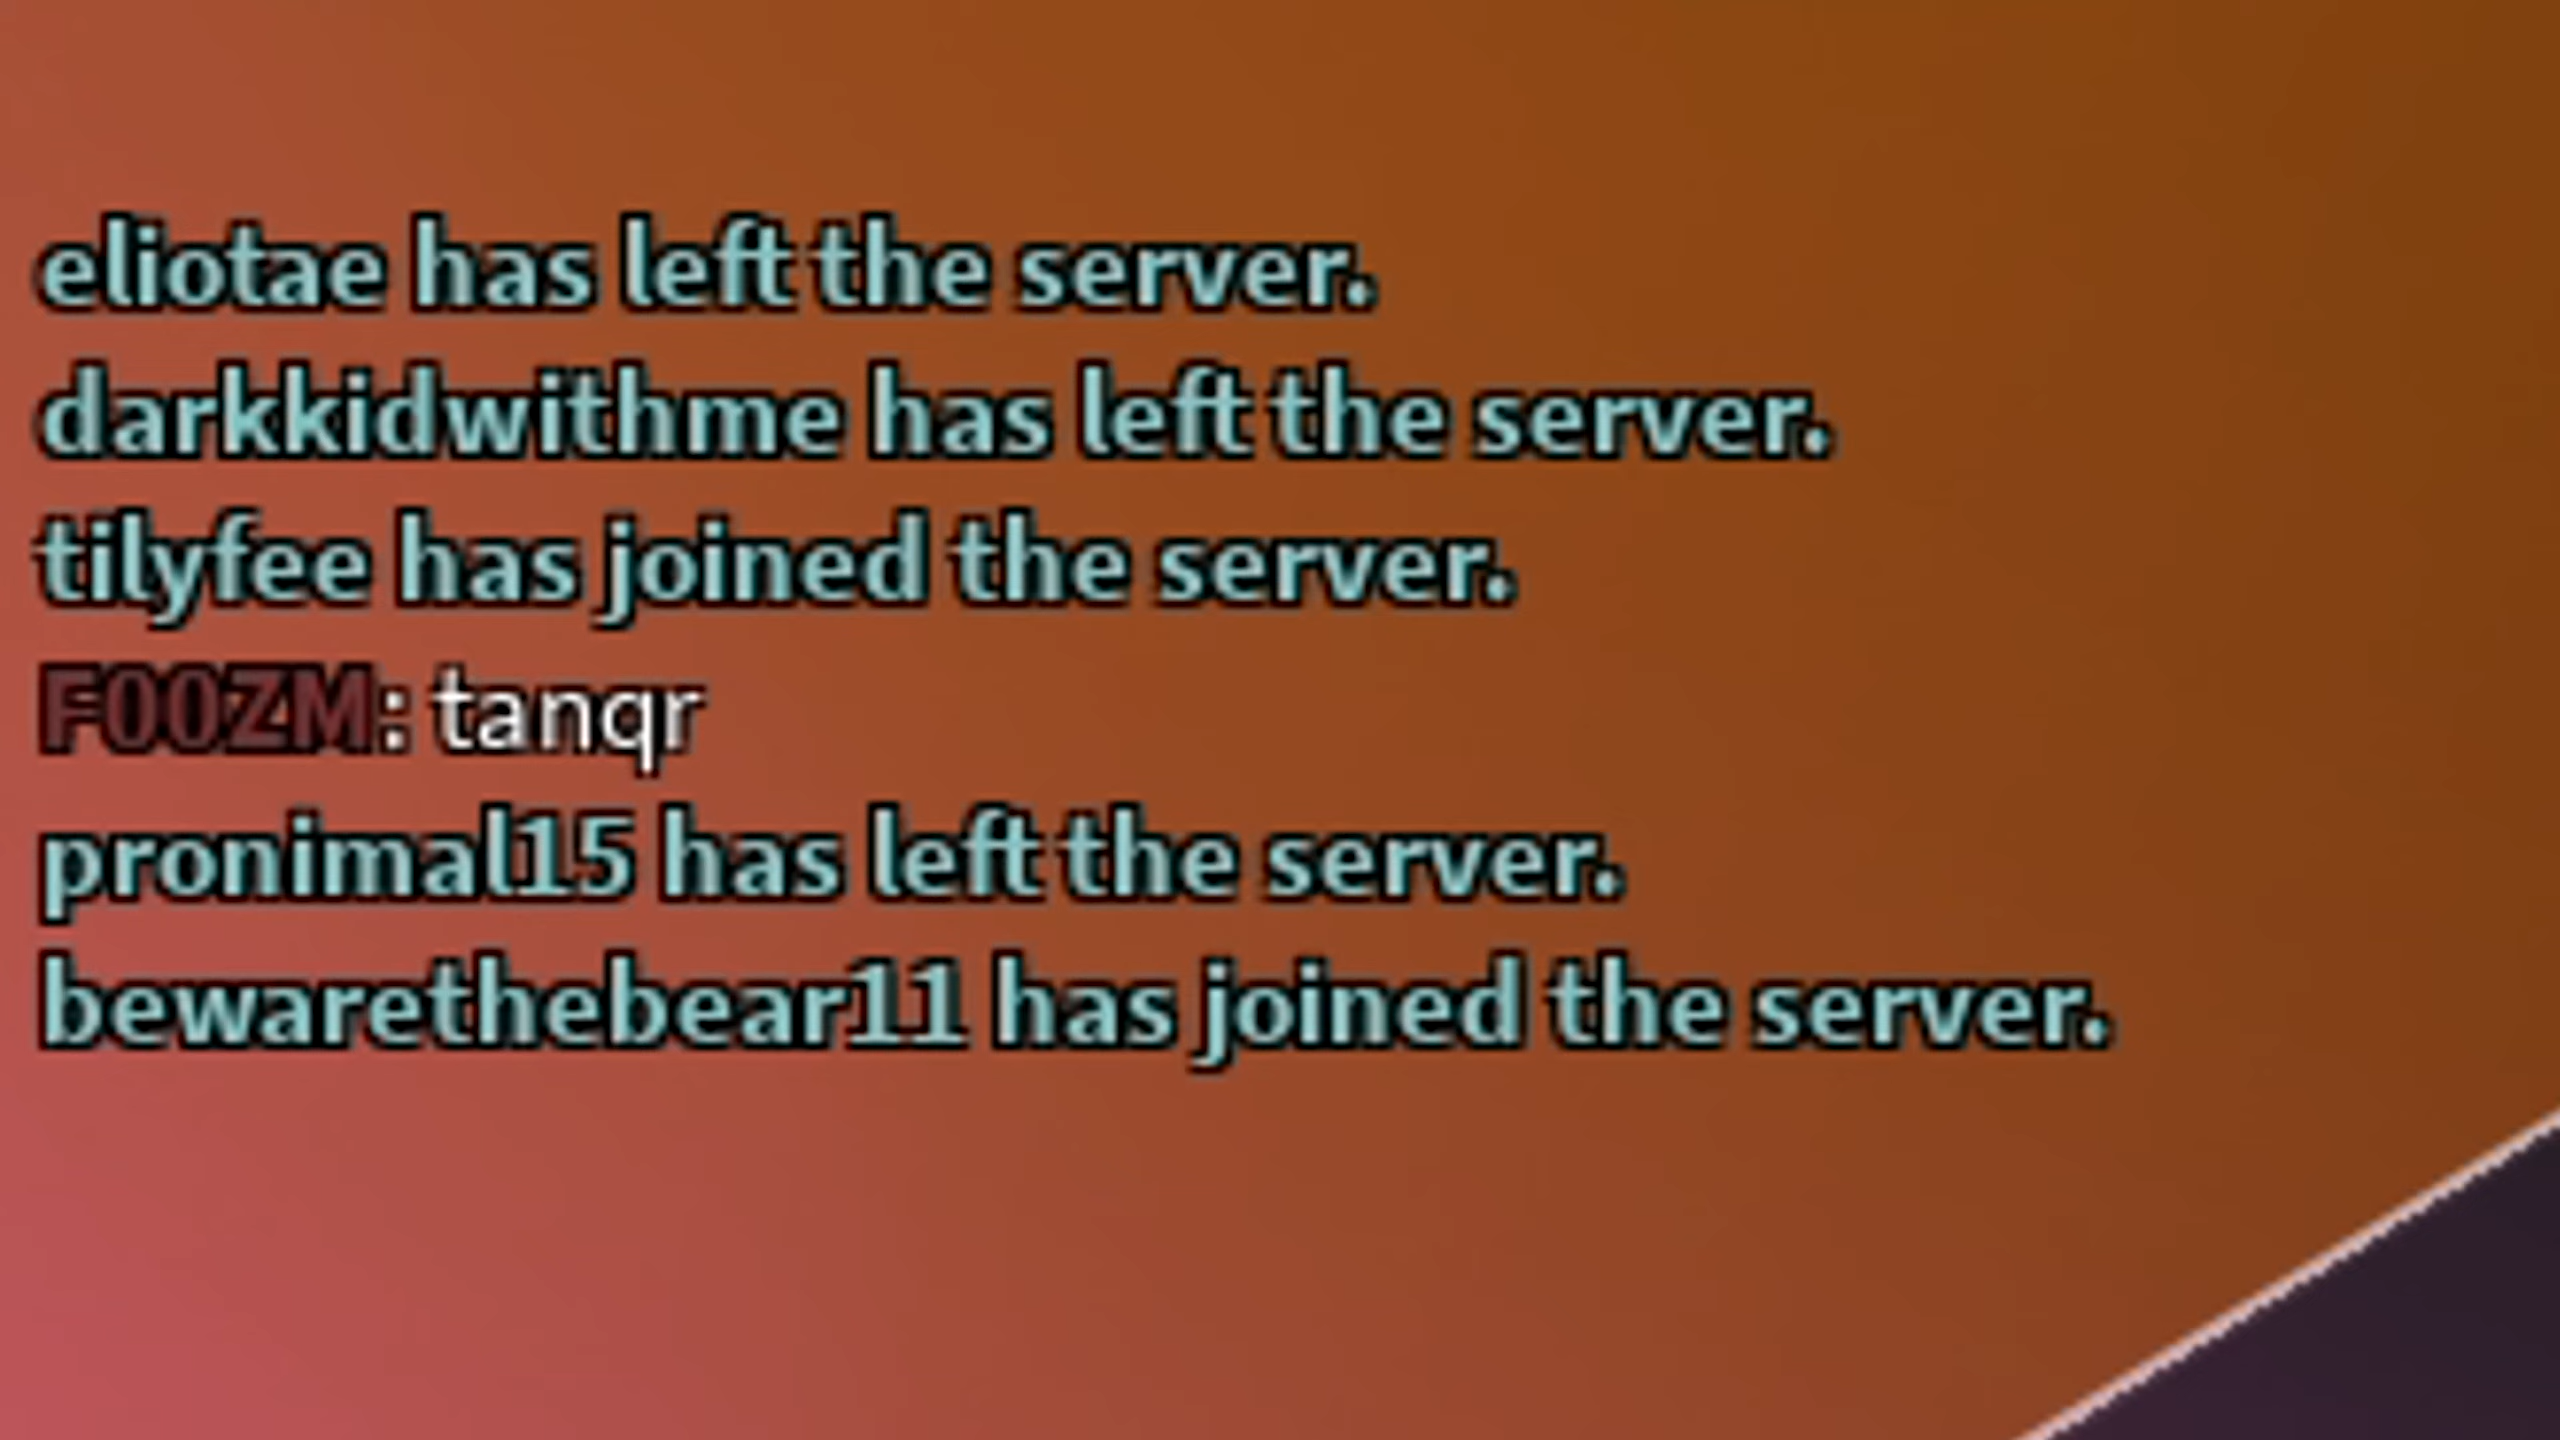 eliotae has left the server.
darkkidwithme has left the server.
tilyfee has joined the server.
F00ZM: tanqr
pronimal15 has left the server.
bewarethebear11 has joined the server.